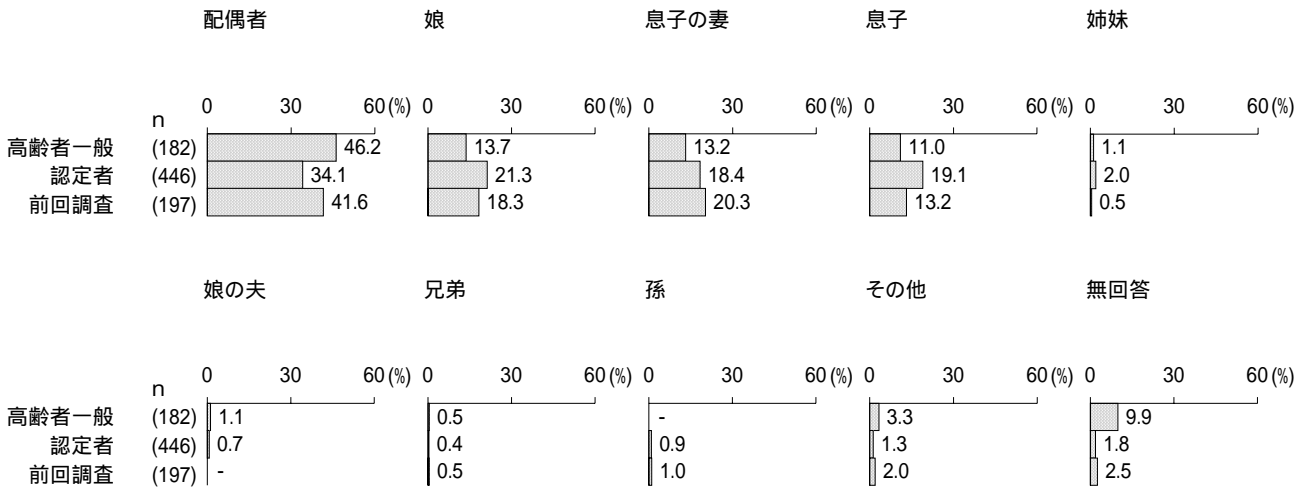 配偶者 娘 息子の妻 息子 姉妹
0 30 60(%) 0 30 60(%) 0 30 60(%) 0 30 60(%) 0 30 60(%)
n
高齢者一般 (182) 46.2 13.7 13.2 11.0 1.1
認定者 (446) 34.1 21.3 18.4 19.1 2.0
前回調査 (197) 41.6 18.3 20.3 13.2 0.5
娘の夫 兄弟 孫 その他 無回答
0 30 60(%) 0 30 60(%) 0 30 60(%) 0 30 60(%) 0 30 60(%)
n
高齢者一般 (182) 1.1 0.5 - 3.3 9.9
認定者 (446) 0.7 0.4 0.9 1.3 1.8
前回調査 (197) - 0.5 1.0 2.0 2.5